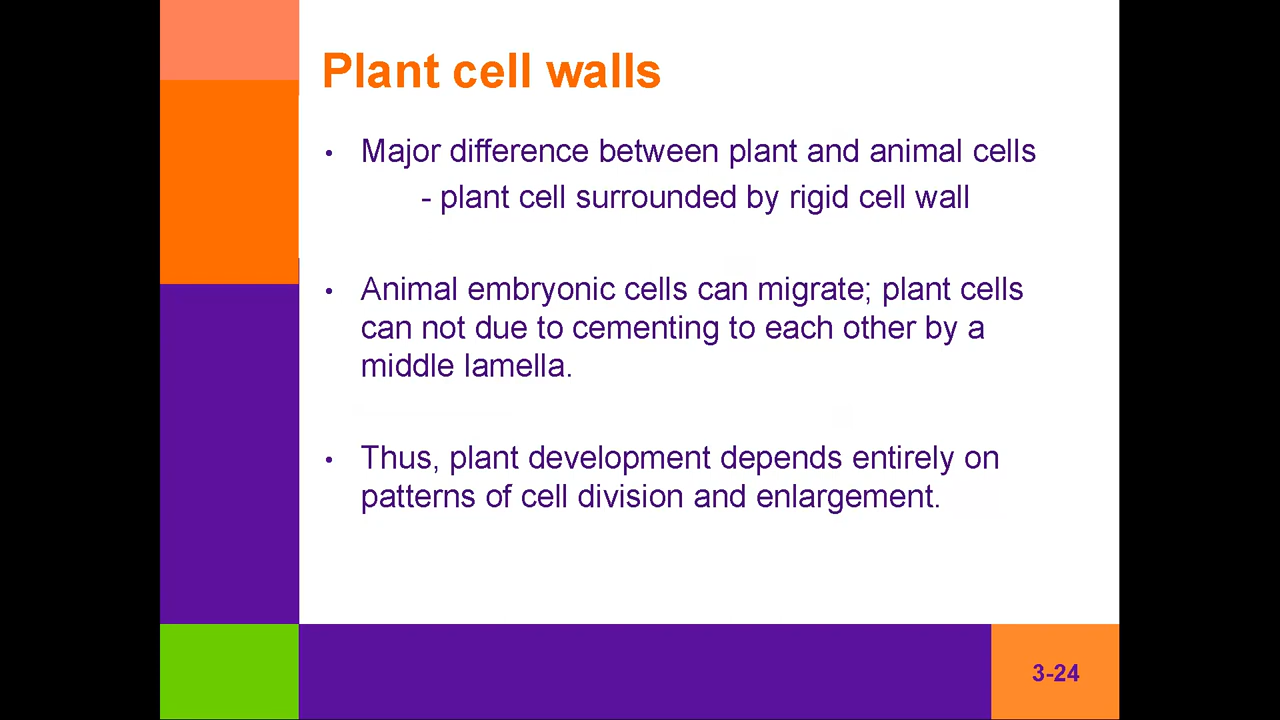 Plant cell walls
• Major difference between plant and animal cells
- plant cell surrounded by rigid cell wall
• Animal embryonic cells can migrate; plant cells
can not due to cementing to each other by a
middle lamella.
• Thus, plant development depends entirely on
patterns of cell division and enlargement.
3-24